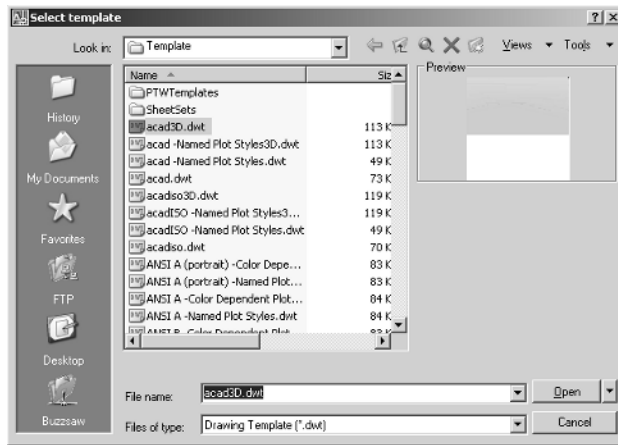 Select template
Look in: Template Views Tools
Name Siz Preview
PTWTemplates
SheetSets
acad3D.dwt 113 K
acad -Named Plot Styles3D.dwt 113 K
acad -Named Plot Styles.dwt 49 K
acad.dwt 73 K
acadiso3D.dwt 119 K
acadISO -Named Plot Styles3... 119 K
acadISO -Named Plot Styles.dwt 49 K
acadiso.dwt 70 K
ANSI A (portrait) -Color Depe... 83 K
ANSI A (portrait) -Named Plot... 83 K
ANSI A -Color Dependent Plot... 84 K
ANSI A -Named Plot Styles.dwt 84 K
ANSI B -Color Dependent Plot
History
My Documents
Favorites
FTP
Desktop
Buzzsaw
File name: acad3D.dwt Open
Files of type: Drawing Template (*.dwt) Cancel